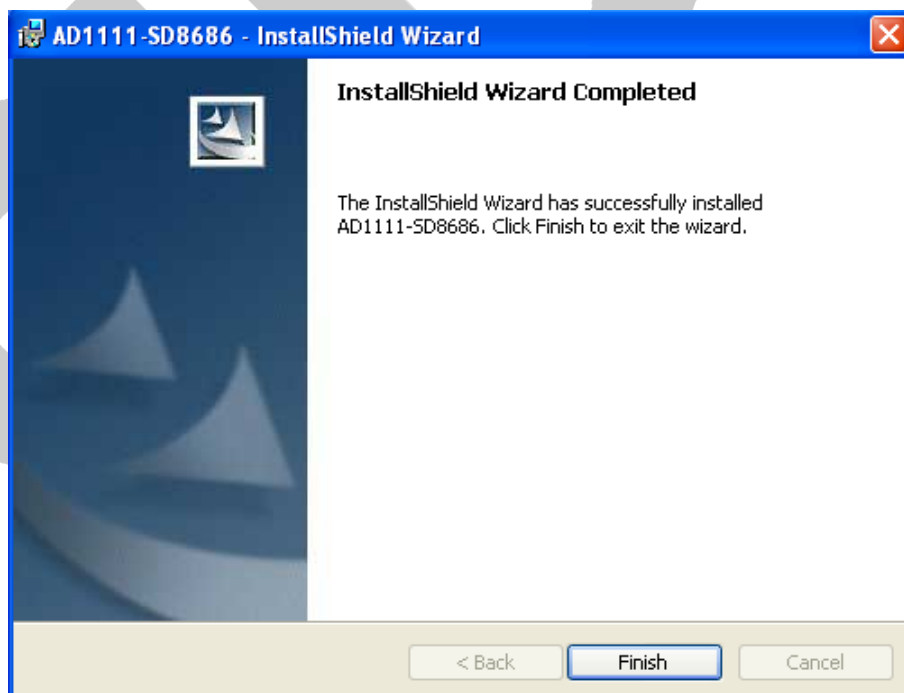 AD1111-SD8686 - InstallShield Wizard
InstallShield Wizard Completed
The InstallShield Wizard has successfully installed
AD1111-SD8686. Click Finish to exit the wizard.
< Back
Finish
Cancel